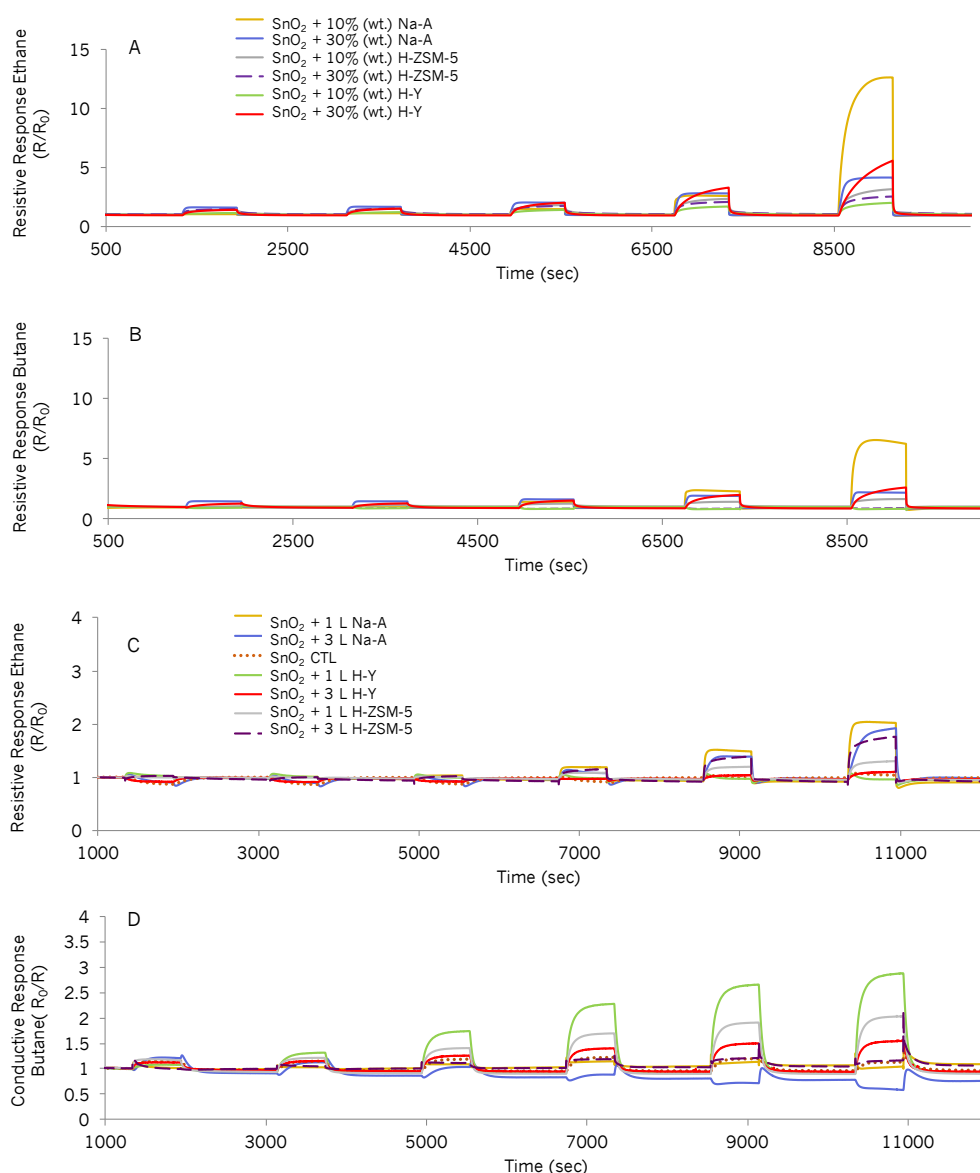 A
SnO₂ + 10% (wt.) Na-A
SnO₂ + 30% (wt.) Na-A
SnO₂ + 10% (wt.) H-ZSM-5
SnO₂ + 30% (wt.) H-ZSM-5
SnO₂ + 10% (wt.) H-Y
SnO₂ + 30% (wt.) H-Y
Resistive Response Ethane
(R/R₀)
15
10
5
0
500 2500 4500 6500 8500
Time (sec)
B
Resistive Response Butane
(R/R₀)
15
10
5
0
500 2500 4500 6500 8500
Time (sec)
C
SnO₂ + 1 L Na-A
SnO₂ + 3 L Na-A
SnO₂ CTL
SnO₂ + 1 L H-Y
SnO₂ + 3 L H-Y
SnO₂ + 1 L H-ZSM-5
SnO₂ + 3 L H-ZSM-5
Resistive Response Ethane
(R/R₀)
4
3
2
1
0
1000 3000 5000 7000 9000 11000
Time (sec)
D
Conductive Response
Butane( R₀/R)
4
3.5
3
2.5
2
1.5
1
0.5
0
1000 3000 5000 7000 9000 11000
Time (sec)